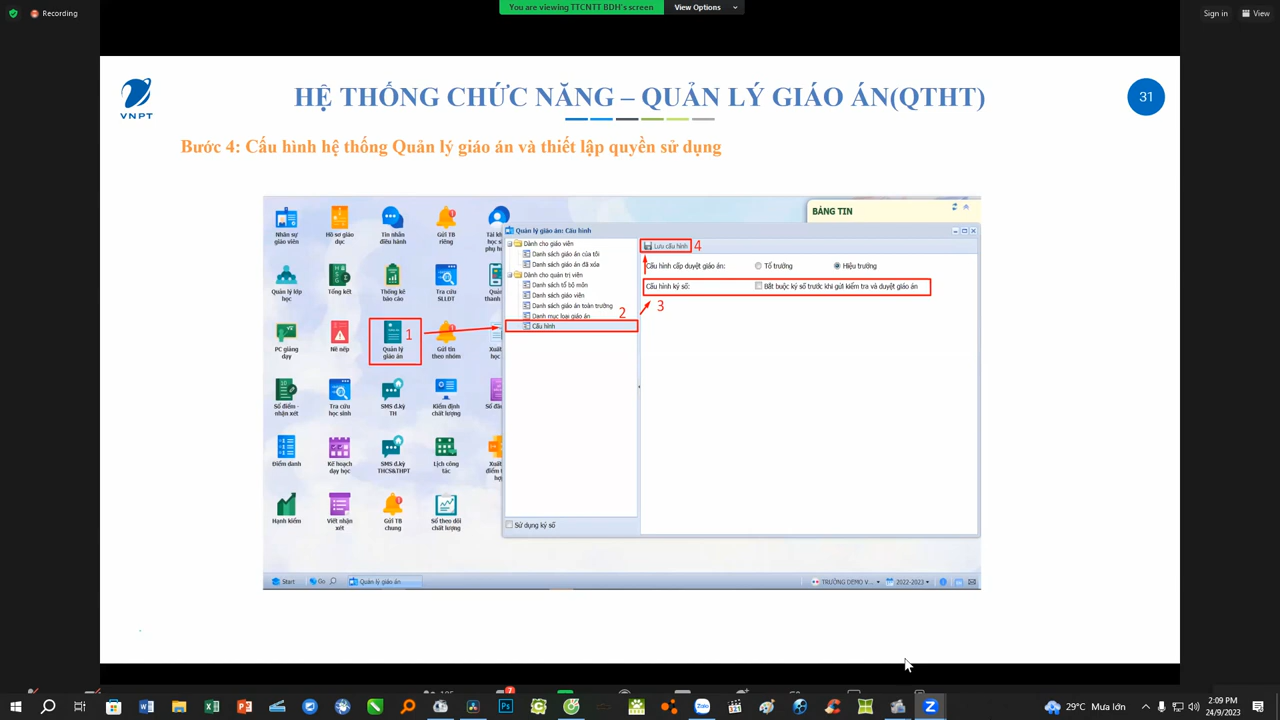 Recording
You are viewing TTCNTT BDH's screen
View Options
Sign in
View
VNPT
HỆ THỐNG CHỨC NĂNG – QUẢN LÝ GIÁO ÁN(QTHT)
31
Bước 4: Cấu hình hệ thống Quản lý giáo án và thiết lập quyền sử dụng
BẢNG TIN
Nhân sự giáo viên
Hồ sơ giáo dục
Tin nhắn điều hành
Gửi TB riêng
Quản lý giáo án: Cấu hình
Dành cho giáo viên
Danh sách giáo án của tôi
Danh sách giáo án đã xóa
Dành cho quản trị viên
Danh sách tổ bộ môn
Danh sách giáo viên
Danh sách giáo án toàn trường
Danh mục loại giáo án
2
Cấu hình
Sử dụng ký số
Lưu cấu hình
4
Cấu hình cấp duyệt giáo án:
Tổ trưởng
Hiệu trưởng
Cấu hình ký số:
Bắt buộc ký số trước khi gửi kiểm tra và duyệt giáo án
3
Quản lý lớp học
Tổng kết
Thống kê báo cáo
Tra cứu SLLĐT
PC giảng dạy
Nề nếp
Quản lý giáo án
1
Gửi tin theo nhóm
Sổ điểm - nhận xét
Tra cứu học sinh
SMS đ.ký TH
Kiểm định chất lượng
Điểm danh
Kế hoạch dạy học
SMS đ.ký THCS&THPT
Lịch công tác
Hạnh kiểm
Viết nhận xét
Gửi TB chung
Sổ theo dõi chất lượng
Start
Go
Quản lý giáo án
TRƯỜNG DEMO V...
2022-2023
29°C Mưa lớn
2:09 PM
24/9/2023